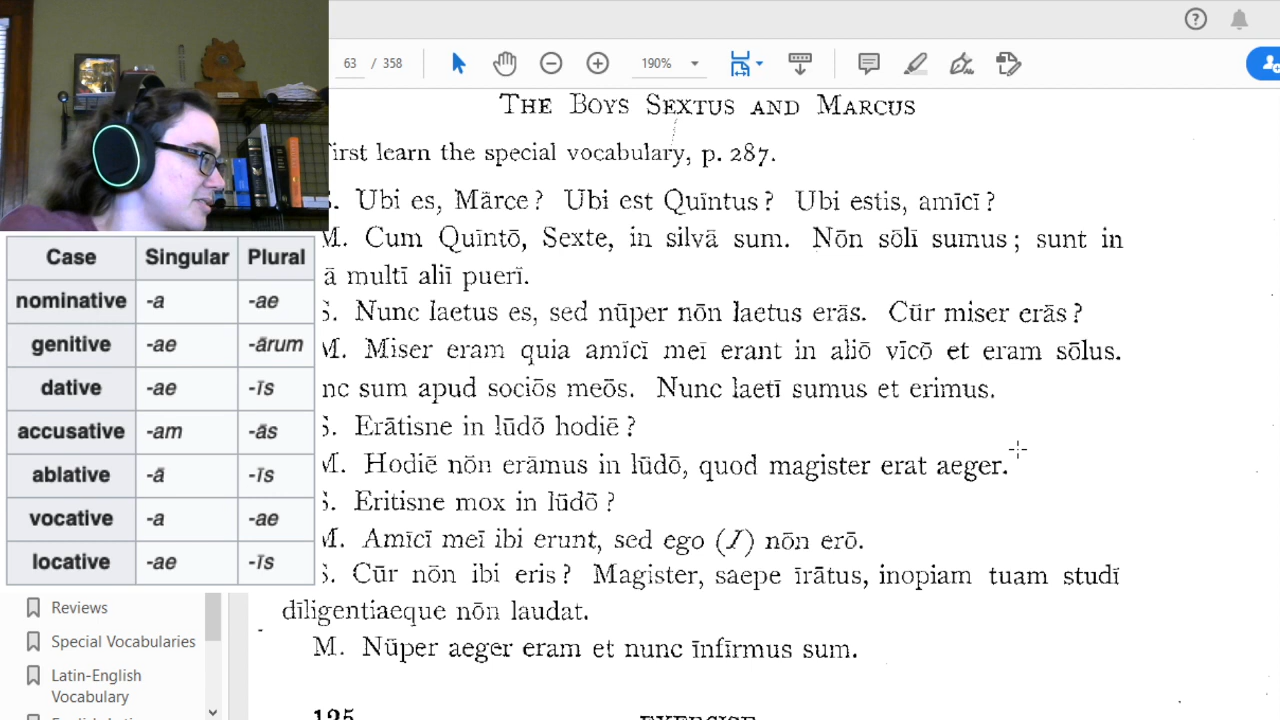 63 / 358
190%
THE BOYS SEXTUS AND MARCUS
irst learn the special vocabulary, p. 287.
S. Ubi es, Mārce? Ubi est Quīntus? Ubi estis, amīcī?
M. Cum Quīntō, Sexte, in silvā sum. Nōn sōlī sumus; sunt in
ā multī aliī puerī.
S. Nunc laetus es, sed nūper nōn laetus erās. Cūr miser erās?
M. Miser eram quia amīcī meī erant in aliō vīcō et eram sōlus.
nc sum apud sociōs meōs. Nunc laetī sumus et erimus.
S. Erātisne in lūdō hodiē?
M. Hodiē nōn erāmus in lūdō, quod magister erat aeger.
S. Eritisne mox in lūdō?
M. Amīcī meī ibi erunt, sed ego (I) nōn erō.
S. Cūr nōn ibi eris? Magister, saepe īrātus, inopiam tuam studī
dīligentiaeque nōn laudat.
M. Nūper aeger eram et nunc īnfīrmus sum.
125 EXERCISE
Case Singular Plural
nominative -a -ae
genitive -ae -ārum
dative -ae -īs
accusative -am -ās
ablative -ā -īs
vocative -a -ae
locative -ae -īs
Reviews
Special Vocabularies
Latin-English
Vocabulary